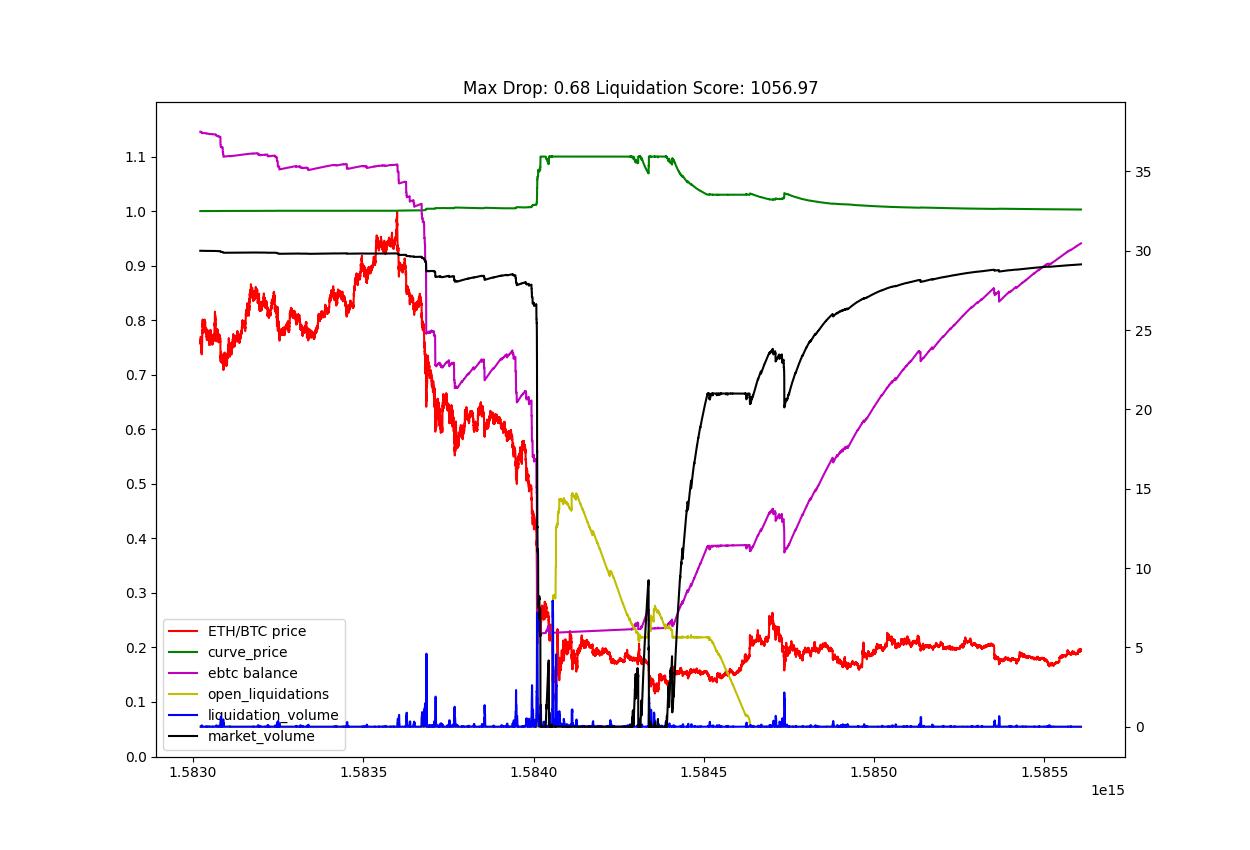 Max Drop: 0.68 Liquidation Score: 1056.97
1.1
1.0
0.9
0.8
0.7
0.6
0.5
0.4
0.3
0.2
0.1
0.0
35
30
25
20
15
10
5
0
ETH/BTC price
curve_price
ebtc balance
open_liquidations
liquidation_volume
market_volume
1.5830 1.5835 1.5840 1.5845 1.5850 1.5855
1e15